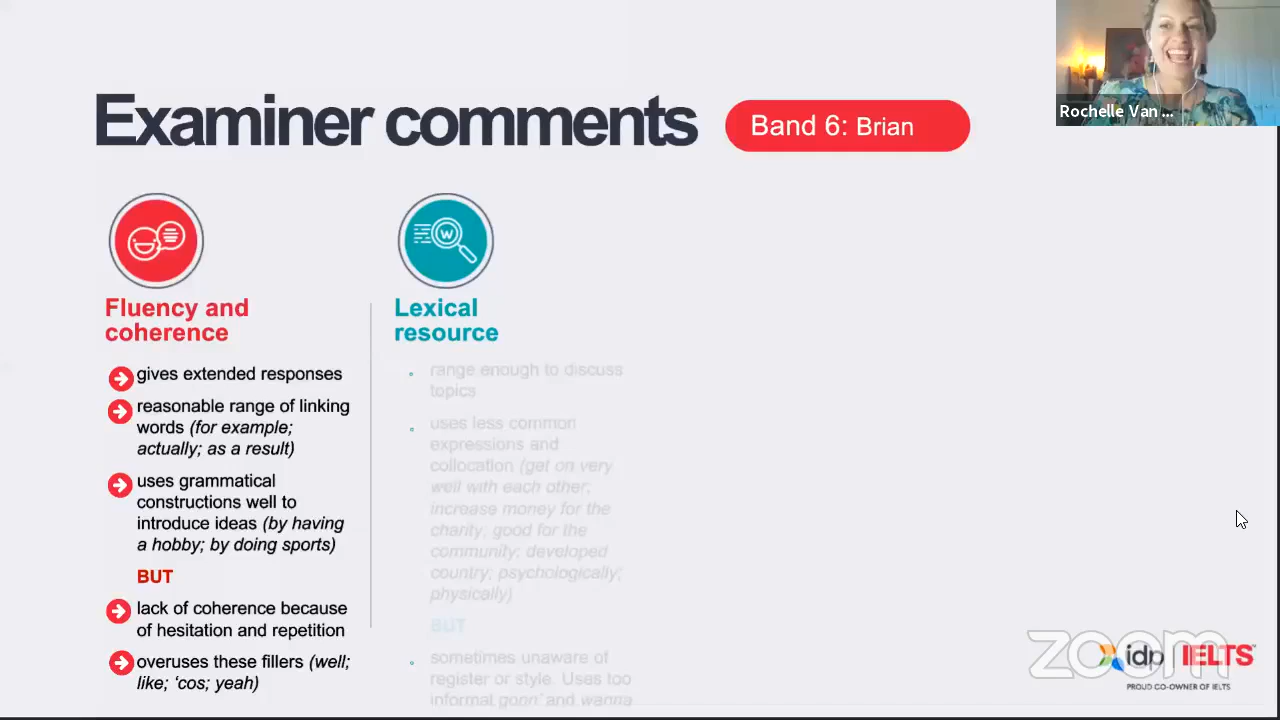 Examiner comments
Band 6: Brian
Rochelle Van ...
W
Fluency and
coherence
gives extended responses
reasonable range of linking
words (for example;
actually; as a result)
uses grammatical
constructions well to
introduce ideas (by having
a hobby; by doing sports)
BUT
lack of coherence because
of hesitation and repetition
overuses these fillers (well;
like; ‘cos; yeah)
Lexical
resource
range enough to discuss
topics
uses less common
expressions and
collocation (get on very
well with each other;
increase money for the
charity; good for the
community; developed
country; psychologically;
physically)
BUT
sometimes unaware of
register or style. Uses too
informal gonn’ and wanna
zoom
idp IELTS™
PROUD CO-OWNER OF IELTS